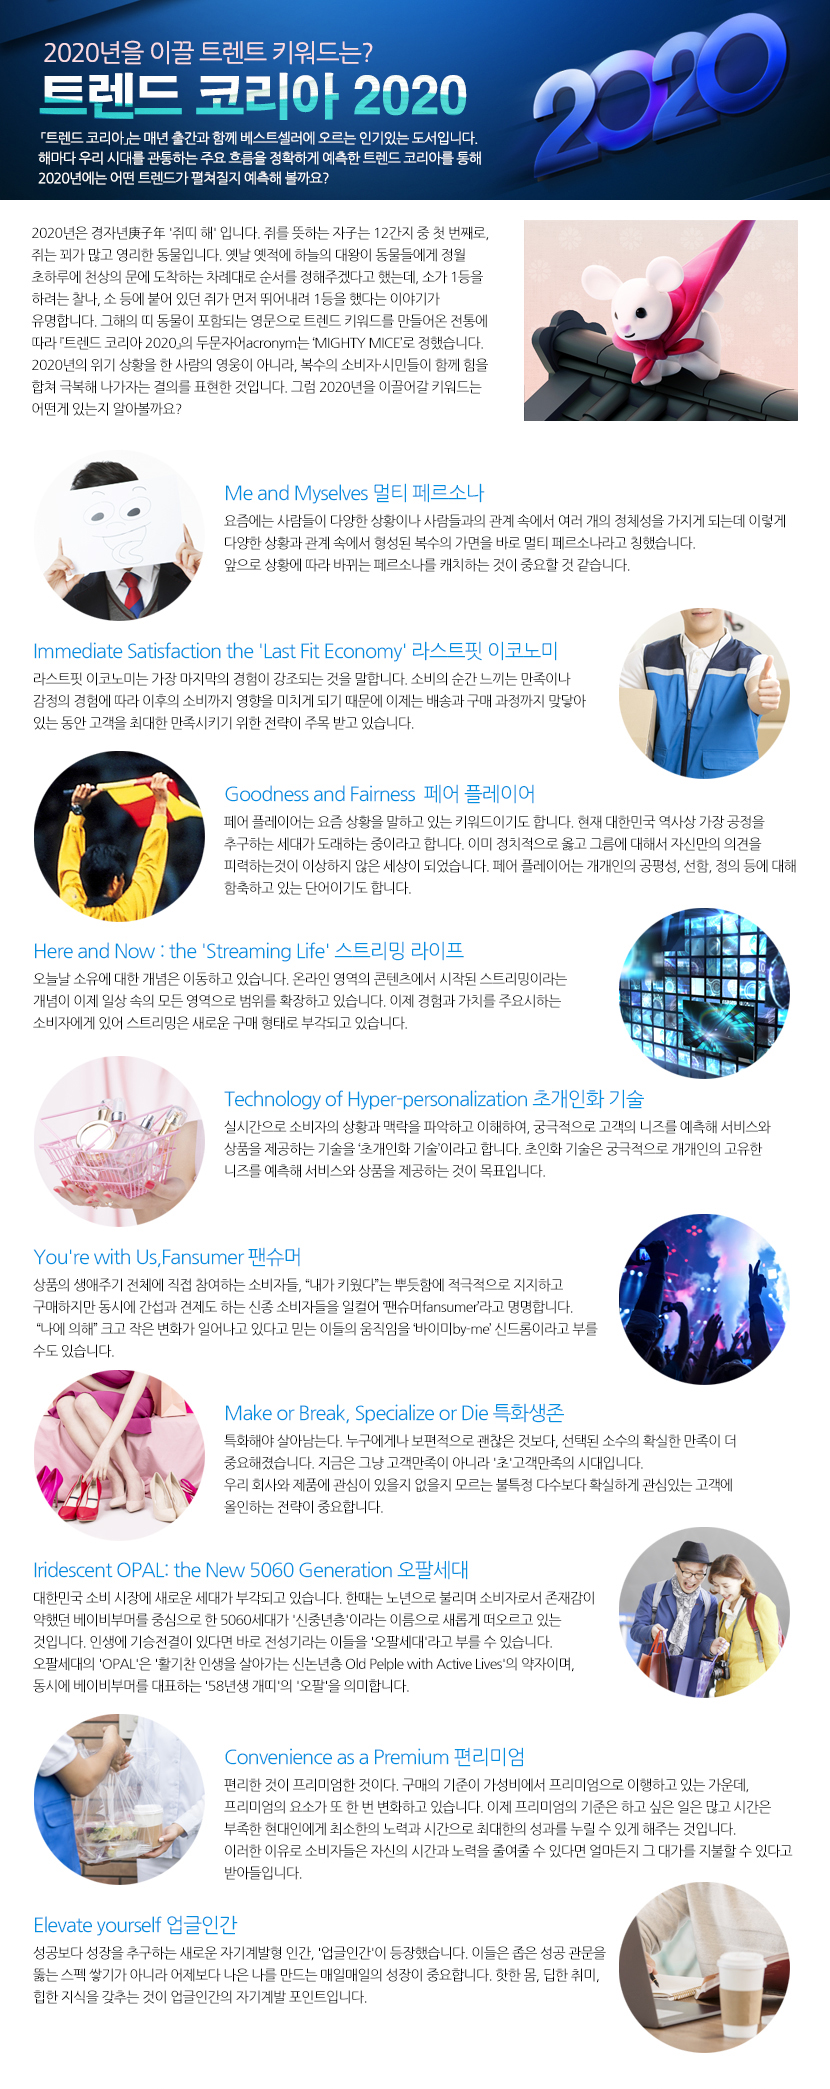 2020년을 이끌 트렌트 키워드는?
트렌드 코리아 2020
2020
『트렌드 코리아』는 매년 출간과 함께 베스트셀러에 오르는 인기있는 도서입니다.
해마다 우리 시대를 관통하는 주요 흐름을 정확하게 예측한 트렌드 코리아를 통해
2020년에는 어떤 트렌드가 펼쳐질지 예측해 볼까요?
2020년은 경자년庚子年 '쥐띠 해' 입니다. 쥐를 뜻하는 자子는 12간지 중 첫 번째로,
쥐는 꾀가 많고 영리한 동물입니다. 옛날 옛적에 하늘의 대왕이 동물들에게 정월
초하루에 천상의 문에 도착하는 차례대로 순서를 정해주겠다고 했는데, 소가 1등을
하려는 찰나, 소 등에 붙어 있던 쥐가 먼저 뛰어내려 1등을 했다는 이야기가
유명합니다. 그해의 띠 동물이 포함되는 영문으로 트렌드 키워드를 만들어온 전통에
따라 『트렌드 코리아 2020』의 두문자어acronym는 ‘MIGHTY MICE’로 정했습니다.
2020년의 위기 상황을 한 사람의 영웅이 아니라, 복수의 소비자·시민들이 함께 힘을
합쳐 극복해 나가자는 결의를 표현한 것입니다. 그럼 2020년을 이끌어갈 키워드는
어떤게 있는지 알아볼까요?
Me and Myselves 멀티 페르소나
요즘에는 사람들이 다양한 상황이나 사람들과의 관계 속에서 여러 개의 정체성을 가지게 되는데 이렇게
다양한 상황과 관계 속에서 형성된 복수의 가면을 바로 멀티 페르소나라고 칭했습니다.
앞으로 상황에 따라 바뀌는 페르소나를 캐치하는 것이 중요할 것 같습니다.
Immediate Satisfaction the 'Last Fit Economy' 라스트핏 이코노미
라스트핏 이코노미는 가장 마지막의 경험이 강조되는 것을 말합니다. 소비의 순간 느끼는 만족이나
감정의 경험에 따라 이후의 소비까지 영향을 미치게 되기 때문에 이제는 배송과 구매 과정까지 맞닿아
있는 동안 고객을 최대한 만족시키기 위한 전략이 주목 받고 있습니다.
Goodness and Fairness 페어 플레이어
페어 플레이어는 요즘 상황을 말하고 있는 키워드이기도 합니다. 현재 대한민국 역사상 가장 공정을
추구하는 세대가 도래하는 중이라고 합니다. 이미 정치적으로 옳고 그름에 대해서 자신만의 의견을
피력하는것이 이상하지 않은 세상이 되었습니다. 페어 플레이어는 개개인의 공평성, 선함, 정의 등에 대해
함축하고 있는 단어이기도 합니다.
Here and Now : the 'Streaming Life' 스트리밍 라이프
오늘날 소유에 대한 개념은 이동하고 있습니다. 온라인 영역의 콘텐츠에서 시작된 스트리밍이라는
개념이 이제 일상 속의 모든 영역으로 범위를 확장하고 있습니다. 이제 경험과 가치를 주요시하는
소비자에게 있어 스트리밍은 새로운 구매 형태로 부각되고 있습니다.
Technology of Hyper-personalization 초개인화 기술
실시간으로 소비자의 상황과 맥락을 파악하고 이해하여, 궁극적으로 고객의 니즈를 예측해 서비스와
상품을 제공하는 기술을 ‘초개인화 기술’이라고 합니다. 초인화 기술은 궁극적으로 개개인의 고유한
니즈를 예측해 서비스와 상품을 제공하는 것이 목표입니다.
You're with Us,Fansumer 팬슈머
상품의 생애주기 전체에 직접 참여하는 소비자들, “내가 키웠다”는 뿌듯함에 적극적으로 지지하고
구매하지만 동시에 간섭과 견제도 하는 신종 소비자들을 일컬어 ‘팬슈머fansumer’라고 명명합니다.
“나에 의해” 크고 작은 변화가 일어나고 있다고 믿는 이들의 움직임을 ‘바이미by-me’ 신드롬이라고 부를
수도 있습니다.
Make or Break, Specialize or Die 특화생존
특화해야 살아남는다. 누구에게나 보편적으로 괜찮은 것보다, 선택된 소수의 확실한 만족이 더
중요해졌습니다. 지금은 그냥 고객만족이 아니라 '초'고객만족의 시대입니다.
우리 회사와 제품에 관심이 있을지 없을지 모르는 불특정 다수보다 확실하게 관심있는 고객에
올인하는 전략이 중요합니다.
Iridescent OPAL: the New 5060 Generation 오팔세대
대한민국 소비 시장에 새로운 세대가 부각되고 있습니다. 한때는 노년으로 불리며 소비자로서 존재감이
약했던 베이비부머를 중심으로 한 5060세대가 '신중년층'이라는 이름으로 새롭게 떠오르고 있는
것입니다. 인생에 기승전결이 있다면 바로 전성기라는 이들을 '오팔세대'라고 부를 수 있습니다.
오팔세대의 'OPAL'은 '활기찬 인생을 살아가는 신논년층 Old Pelple with Active Lives'의 약자이며,
동시에 베이비부머를 대표하는 '58년생 개띠'의 '오팔'을 의미합니다.
Convenience as a Premium 편리미엄
편리한 것이 프리미엄한 것이다. 구매의 기준이 가성비에서 프리미엄으로 이행하고 있는 가운데,
프리미엄의 요소가 또 한 번 변화하고 있습니다. 이제 프리미엄의 기준은 하고 싶은 일은 많고 시간은
부족한 현대인에게 최소한의 노력과 시간으로 최대한의 성과를 누릴 수 있게 해주는 것입니다.
이러한 이유로 소비자들은 자신의 시간과 노력을 줄여줄 수 있다면 얼마든지 그 대가를 지불할 수 있다고
받아들입니다.
Elevate yourself 업글인간
성공보다 성장을 추구하는 새로운 자기계발형 인간, '업글인간'이 등장했습니다. 이들은 좁은 성공 관문을
뚫는 스펙 쌓기가 아니라 어제보다 나은 나를 만드는 매일매일의 성장이 중요합니다. 핫한 몸, 딥한 취미,
힙한 지식을 갖추는 것이 업글인간의 자기계발 포인트입니다.